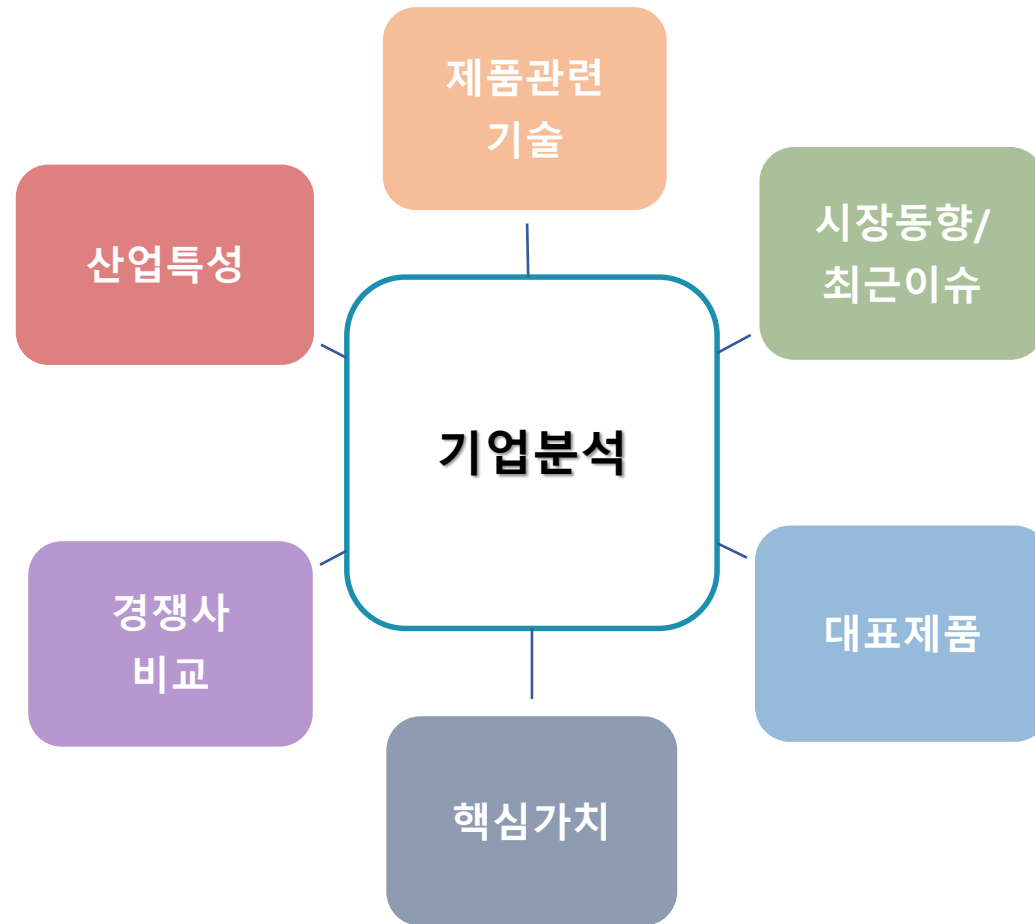 제품관련
기술
산업특성
시장동향/
최근이슈
기업분석
경쟁사
비교
대표제품
핵심가치